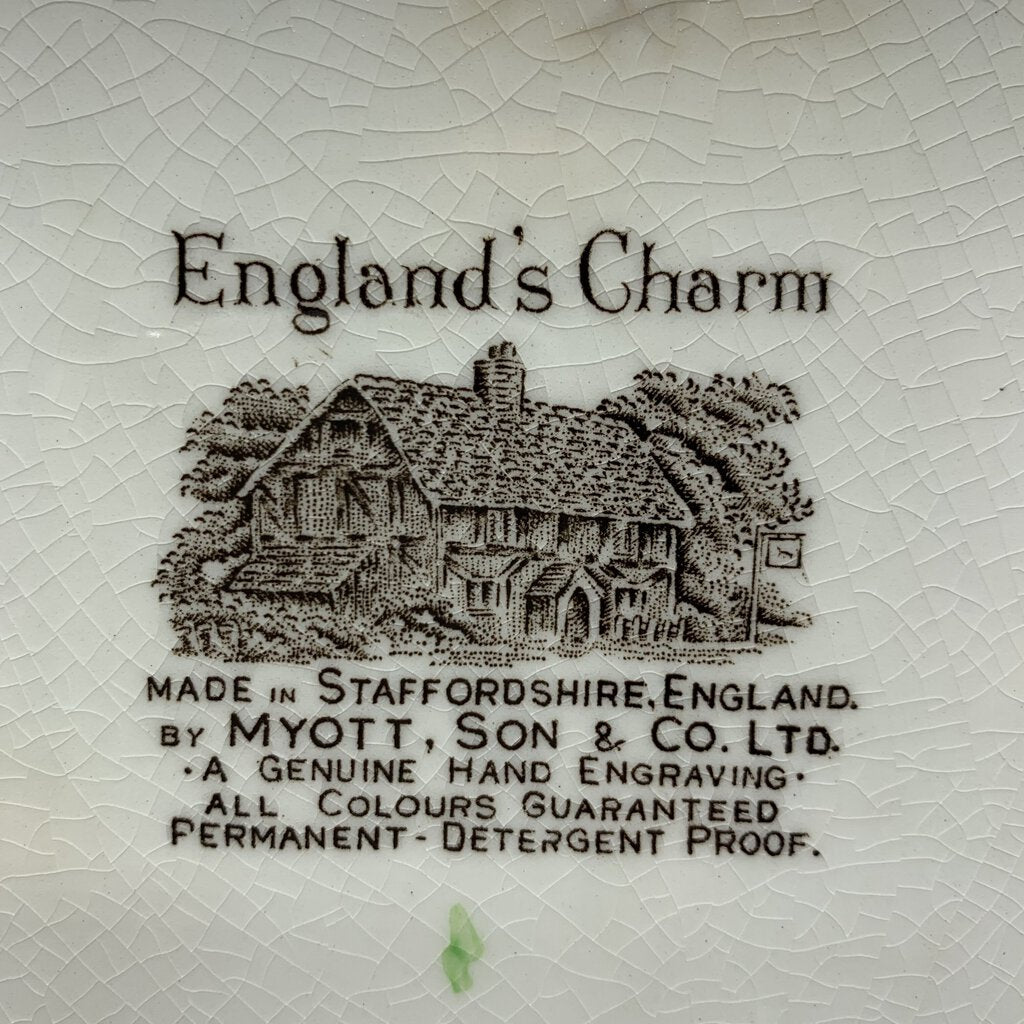 England's Charm
MADE IN STAFFORDSHIRE, ENGLAND.
BY MYOTT, SON & CO. LTD.
·A GENUINE HAND ENGRAVING·
ALL COLOURS GUARANTEED
PERMANENT-DETERGENT PROOF.